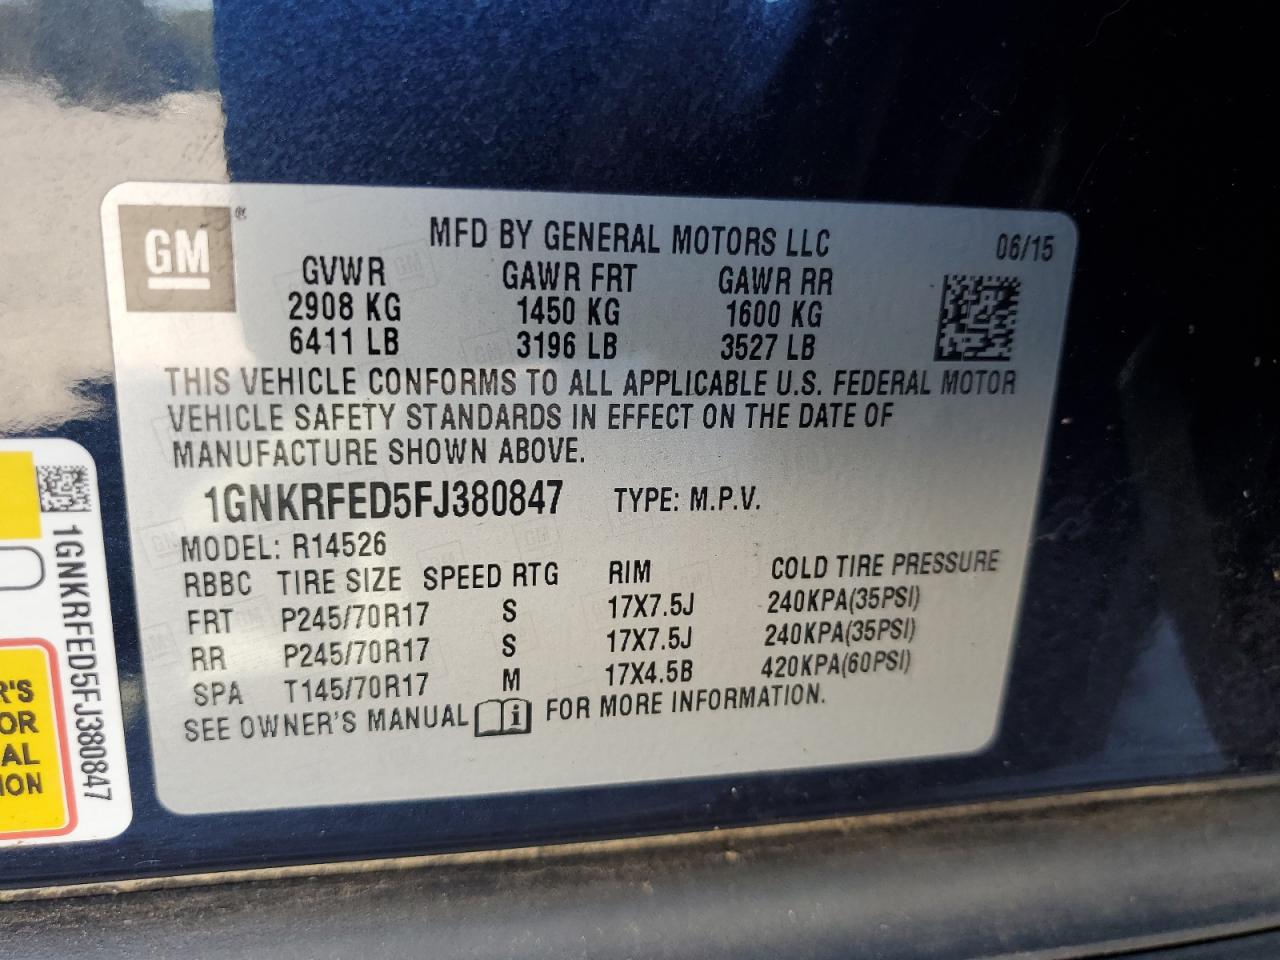 GM ®
MFD BY GENERAL MOTORS LLC 06/15
GVWR GAWR FRT GAWR RR
2908 KG 1450 KG 1600 KG
6411 LB 3196 LB 3527 LB
THIS VEHICLE CONFORMS TO ALL APPLICABLE U.S. FEDERAL MOTOR
VEHICLE SAFETY STANDARDS IN EFFECT ON THE DATE OF
MANUFACTURE SHOWN ABOVE.
1GNKRFED5FJ380847 TYPE: M.P.V.
MODEL: R14526
RBBC TIRE SIZE SPEED RTG RIM COLD TIRE PRESSURE
FRT P245/70R17 S 17X7.5J 240KPA(35PSI)
RR P245/70R17 S 17X7.5J 240KPA(35PSI)
SPA T145/70R17 M 17X4.5B 420KPA(60PSI)
SEE OWNER'S MANUAL i FOR MORE INFORMATION.
1GNKRFED5FJ380847
R'S
OR
AL
ION